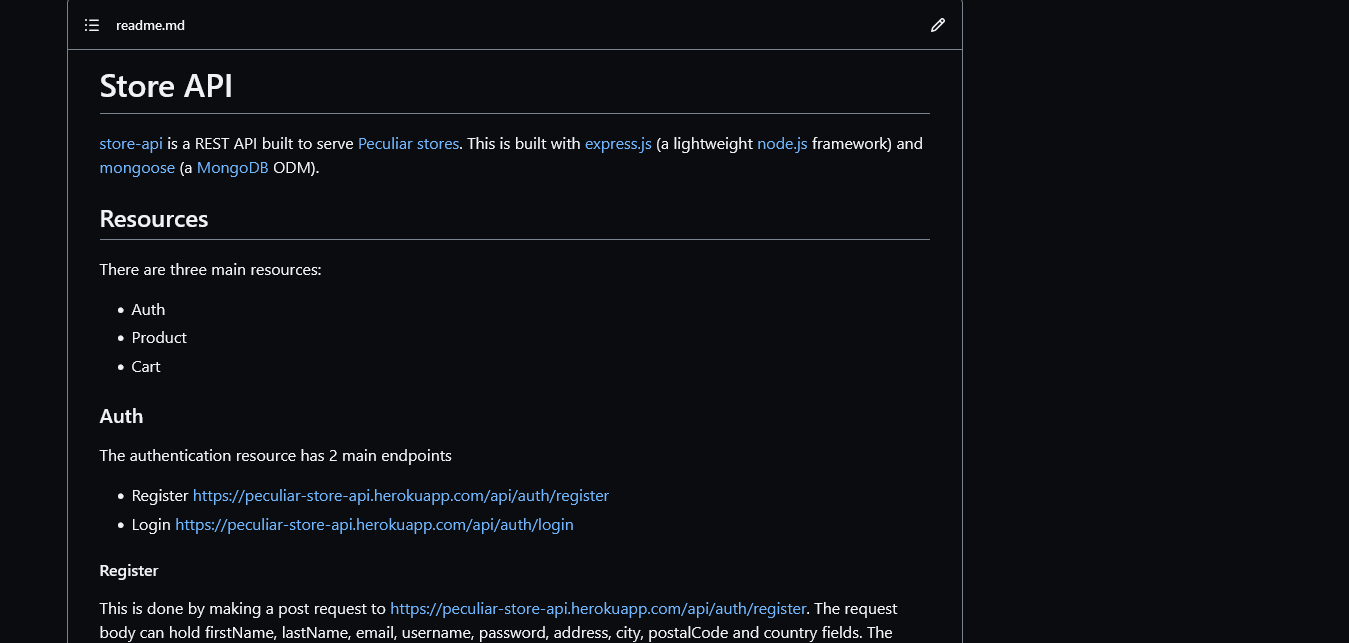 readme.md
Store API
store-api is a REST API built to serve Peculiar stores. This is built with express.js (a lightweight node.js framework) and
mongoose (a MongoDB ODM).
Resources
There are three main resources:
• Auth
• Product
• Cart
Auth
The authentication resource has 2 main endpoints
• Register https://peculiar-store-api.herokuapp.com/api/auth/register
• Login https://peculiar-store-api.herokuapp.com/api/auth/login
Register
This is done by making a post request to https://peculiar-store-api.herokuapp.com/api/auth/register. The request
body can hold firstName, lastName, email, username, password, address, city, postalCode and country fields. The